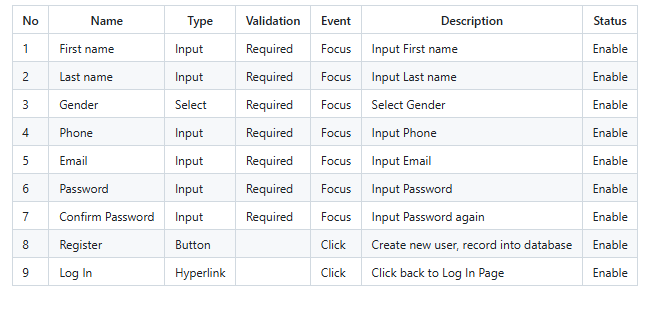 No Name Type Validation Event Description Status
1 First name Input Required Focus Input First name Enable
2 Last name Input Required Focus Input Last name Enable
3 Gender Select Required Focus Select Gender Enable
4 Phone Input Required Focus Input Phone Enable
5 Email Input Required Focus Input Email Enable
6 Password Input Required Focus Input Password Enable
7 Confirm Password Input Required Focus Input Password again Enable
8 Register Button Click Create new user, record into database Enable
9 Log In Hyperlink Click Click back to Log In Page Enable